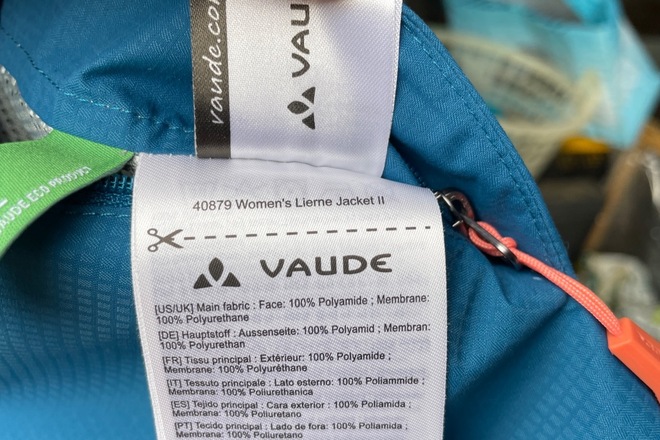 vaude.co
VAU
VAUDE ECO PRODUCT
40879 Women's Lierne Jacket II
VAUDE
[US/UK] Main fabric : Face: 100% Polyamide ; Membrane:
100% Polyurethane
[DE] Hauptstoff : Aussenseite: 100% Polyamid ; Membran:
100% Polyurethan
[FR] Tissu principal : Extérieur: 100% Polyamide ;
Membrane: 100% Polyuréthane
[IT] Tessuto principale : Lato esterno: 100% Poliammide ;
Membrana: 100% Poliuretanica
[ES] Tejido principal : Cara exterior : 100% Poliamida ;
Membrana: 100% Poliuretano
[PT] Tecido principal : Lado de fora: 100% Poliamida ;
Membrana: 100% Poliuretano